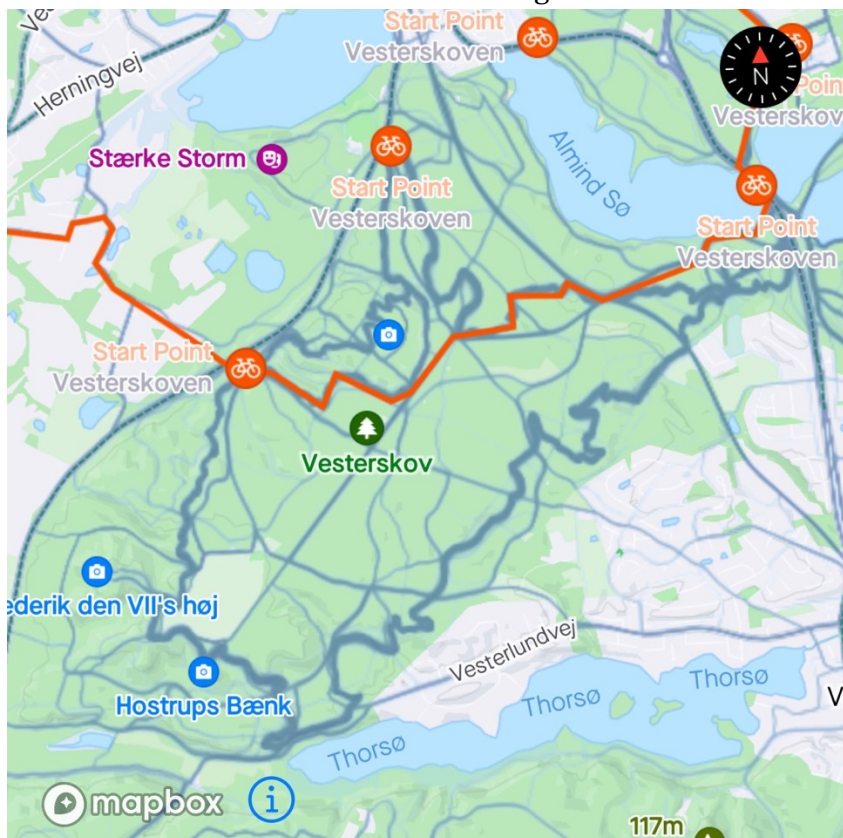 Herningvej
Start Point
Vesterskoven
N
Vesterskov
Stærke Storm
Almind Sø
Start Point
Vesterskoven
Start Point
Vesterskoven
Start Point
Vesterskoven
Vesterskov
ederik den VII's høj
Vesterlundvej
Hostrups Bænk
Thorsø
Thorsø
Thorsø
V
mapbox
i
117m